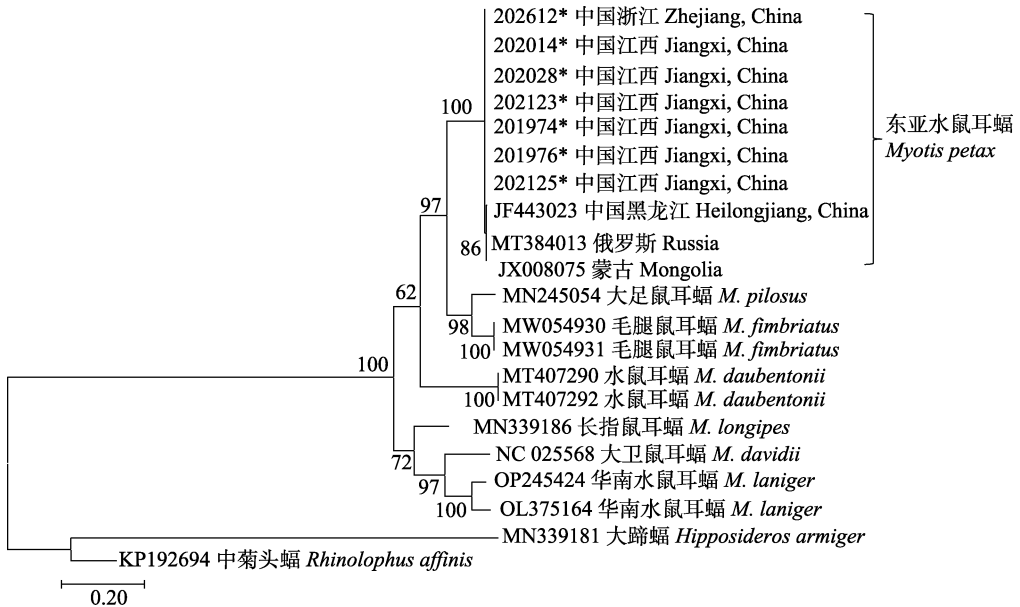 202612* 中国浙江 Zhejiang, China
202014* 中国江西 Jiangxi, China
202028* 中国江西 Jiangxi, China
202123* 中国江西 Jiangxi, China
201974* 中国江西 Jiangxi, China
201976* 中国江西 Jiangxi, China
202125* 中国江西 Jiangxi, China
JF443023 中国黑龙江 Heilongjiang, China
MT384013 俄罗斯 Russia
JX008075 蒙古 Mongolia
东亚水鼠耳蝠
Myotis petax
MN245054 大足鼠耳蝠 M. pilosus
MW054930 毛腿鼠耳蝠 M. fimbriatus
MW054931 毛腿鼠耳蝠 M. fimbriatus
MT407290 水鼠耳蝠 M. daubentonii
MT407292 水鼠耳蝠 M. daubentonii
MN339186 长指鼠耳蝠 M. longipes
NC 025568 大卫鼠耳蝠 M. davidii
OP245424 华南水鼠耳蝠 M. laniger
OL375164 华南水鼠耳蝠 M. laniger
MN339181 大蹄蝠 Hipposideros armiger
KP192694 中菊头蝠 Rhinolophus affinis
100
97
86
62
98
100
100
100
72
97
100
0.20